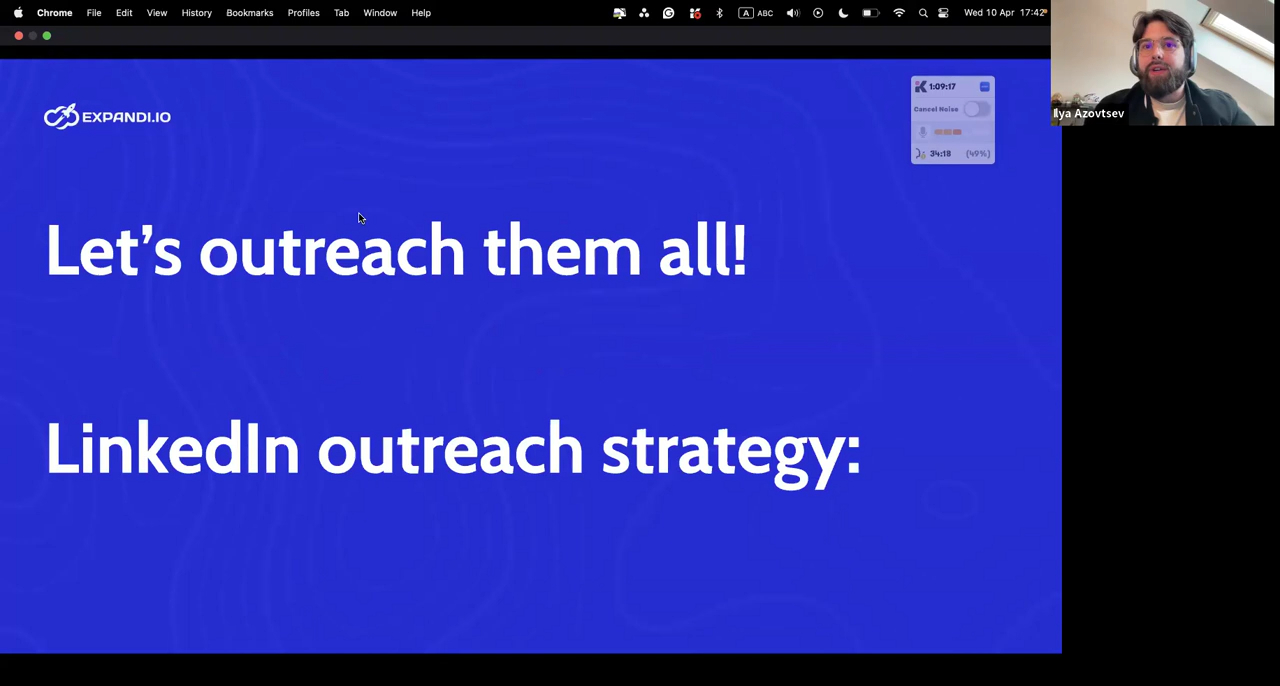 Chrome File Edit View History Bookmarks Profiles Tab Window Help A ABC Wed 10 Apr 17:42
EXPANDI.IO
1:09:17
Cancel Noise
34:18 (49%)
Ilya Azovtsev
Let's outreach them all!
LinkedIn outreach strategy: